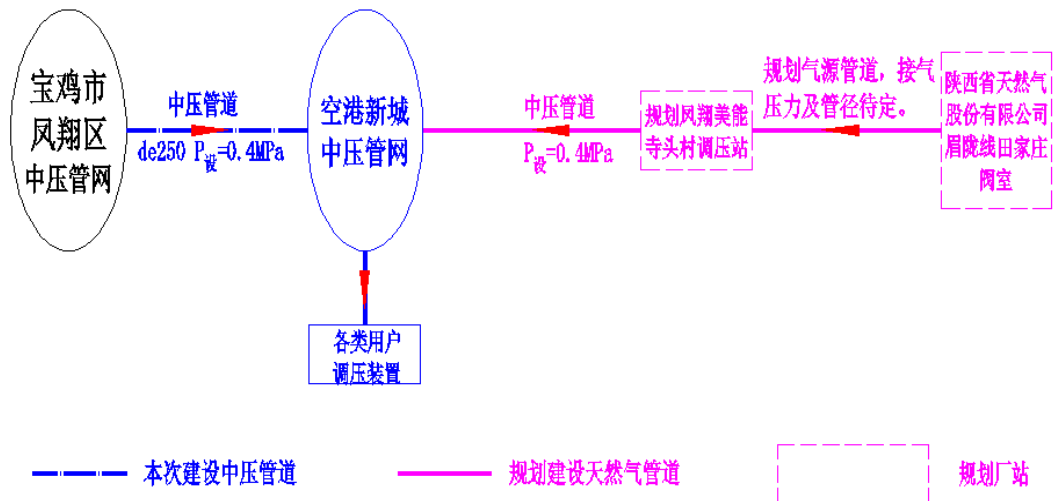 宝鸡市
凤翔区
中压管网
中压管道
de250 P设=0.4MPa
空港新城
中压管网
中压管道
P设=0.4MPa
规划凤翔美能
寺头村调压站
规划气源管道，接气
压力及管径待定。
陕西省天然气
股份有限公司
眉陇线田家庄
阀室
各类用户
调压装置
本次建设中压管道
规划建设天然气管道
规划厂站